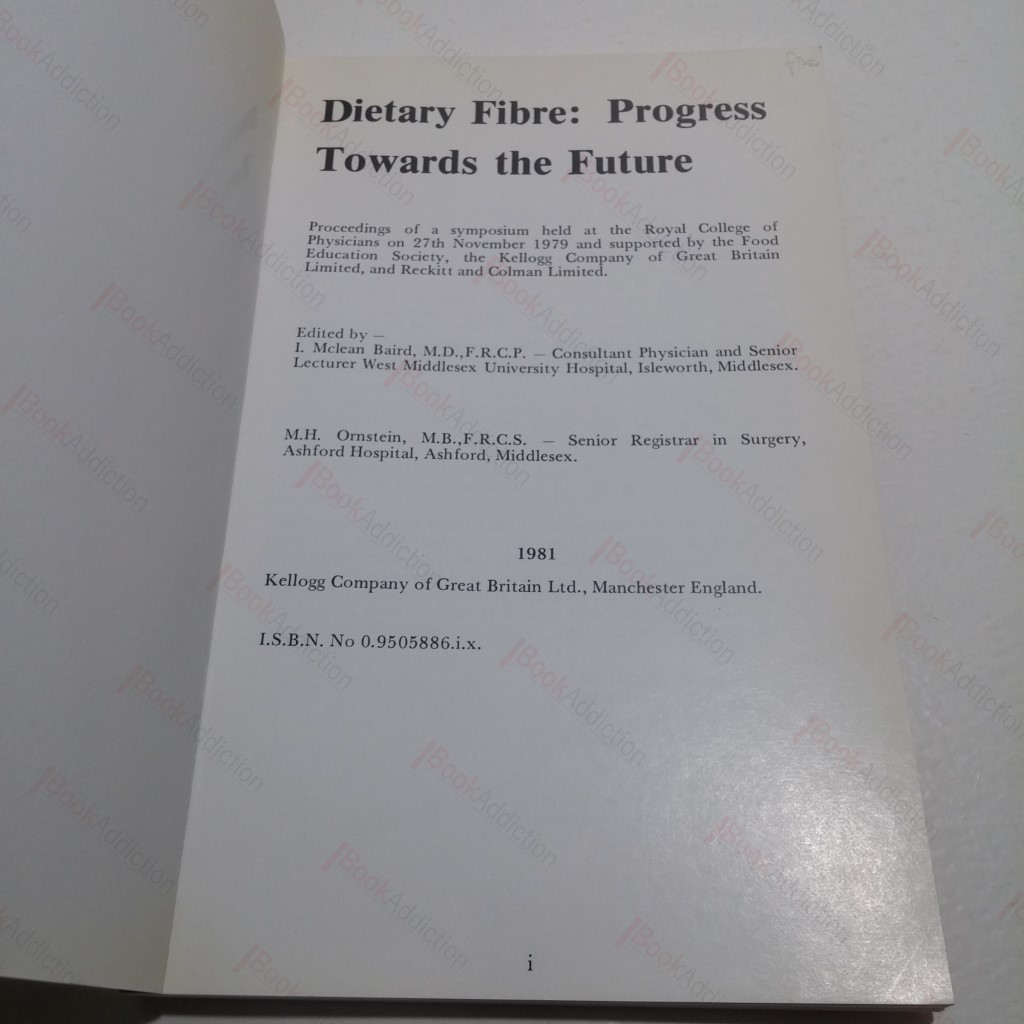 Dietary Fibre: Progress
Towards the Future
Proceedings of a symposium held at the Royal College of
Physicians on 27th November 1979 and supported by the Food
Education Society, the Kellogg Company of Great Britain
Limited, and Reckitt and Colman Limited.
Edited by —
I. Mclean Baird, M.D.,F.R.C.P. — Consultant Physician and Senior
Lecturer West Middlesex University Hospital, Isleworth, Middlesex.
M.H. Ornstein, M.B.,F.R.C.S. — Senior Registrar in Surgery,
Ashford Hospital, Ashford, Middlesex.
1981
Kellogg Company of Great Britain Ltd., Manchester England.
I.S.B.N. No 0.9505886.i.x.
i
BookAddiction